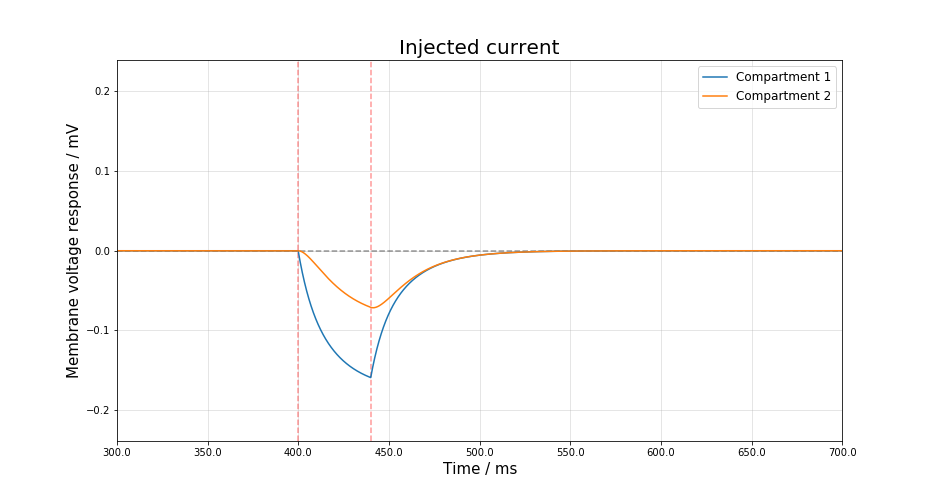 Injected current
Compartment 1
Compartment 2
Membrane voltage response / mV
0.2
0.1
0.0
−0.1
−0.2
300.0 350.0 400.0 450.0 500.0 550.0 600.0 650.0 700.0
Time / ms